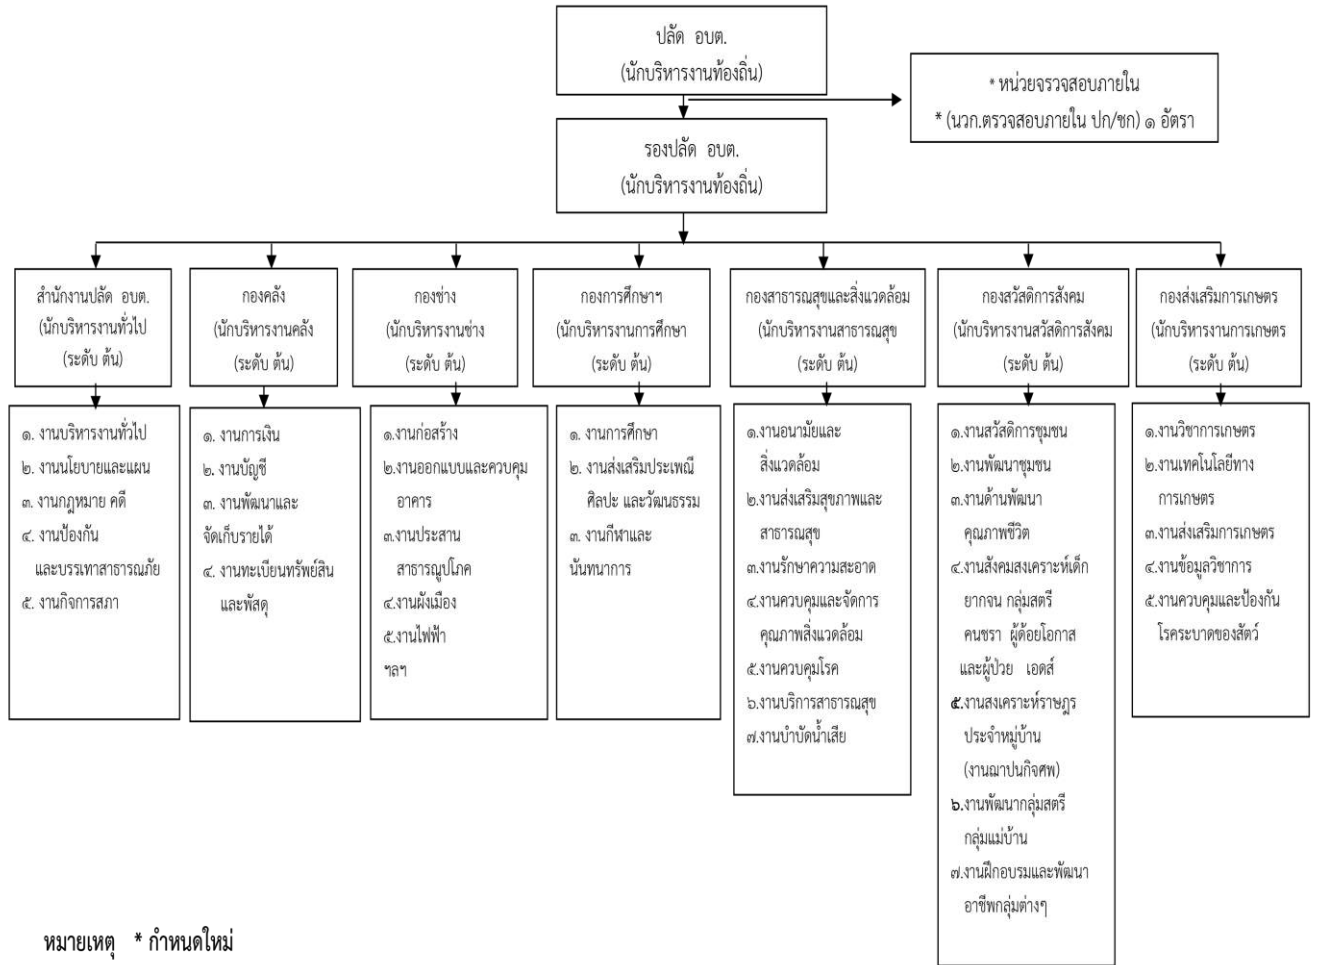 ปลัด อบต.
(นักบริหารงานท้องถิ่น)
* หน่วยจรวจสอบภายใน
* (นวก.ตรวจสอบภายใน ปก/ชก) ๑ อัตรา
รองปลัด อบต.
(นักบริหารงานท้องถิ่น)
สำนักงานปลัด อบต.
(นักบริหารงานทั่วไป
(ระดับ ต้น)
กองคลัง
(นักบริหารงานคลัง
(ระดับ ต้น)
กองช่าง
(นักบริหารงานช่าง
(ระดับ ต้น)
กองการศึกษาฯ
(นักบริหารงานการศึกษา
(ระดับ ต้น)
กองสาธารณสุขและสิ่งแวดล้อม
(นักบริหารงานสาธารณสุข
(ระดับ ต้น)
กองสวัสดิการสังคม
(นักบริหารงานสวัสดิการสังคม
(ระดับ ต้น)
กองส่งเสริมการเกษตร
(นักบริหารงานการเกษตร
(ระดับ ต้น)
๑. งานบริหารงานทั่วไป
๒. งานนโยบายและแผน
๓. งานกฎหมาย คดี
๔. งานป้องกัน
และบรรเทาสาธารณภัย
๕. งานกิจการสภา
๑. งานการเงิน
๒. งานบัญชี
๓. งานพัฒนาและ
จัดเก็บรายได้
๔. งานทะเบียนทรัพย์สิน
และพัสดุ
๑.งานก่อสร้าง
๒.งานออกแบบและควบคุม
อาคาร
๓.งานประสาน
สาธารณูปโภค
๔.งานผังเมือง
๕.งานไฟฟ้า
ฯลฯ
๑. งานการศึกษา
๒. งานส่งเสริมประเพณี
ศิลปะ และวัฒนธรรม
๓. งานกีฬาและ
นันทนาการ
๑.งานอนามัยและ
สิ่งแวดล้อม
๒.งานส่งเสริมสุขภาพและ
สาธารณสุข
๓.งานรักษาความสะอาด
๔.งานควบคุมและจัดการ
คุณภาพสิ่งแวดล้อม
๕.งานควบคุมโรค
๖.งานบริการสาธารณสุข
๗.งานบำบัดน้ำเสีย
๑.งานสวัสดิการชุมชน
๒.งานพัฒนาชุมชน
๓.งานด้านพัฒนา
คุณภาพชีวิต
๔.งานสังคมสงเคราะห์เด็ก
ยากจน กลุ่มสตรี
คนชรา ผู้ด้อยโอกาส
และผู้ป่วย เอดส์
๕.งานสงเคราะห์ราษฎร
ประจำหมู่บ้าน
(งานฌาปนกิจศพ)
๖.งานพัฒนากลุ่มสตรี
กลุ่มแม่บ้าน
๗.งานฝึกอบรมและพัฒนา
อาชีพกลุ่มต่างๆ
๑.งานวิชาการเกษตร
๒.งานเทคโนโลยีทาง
การเกษตร
๓.งานส่งเสริมการเกษตร
๔.งานข้อมูลวิชาการ
๕.งานควบคุมและป้องกัน
โรคระบาดของสัตว์
หมายเหตุ * กำหนดใหม่